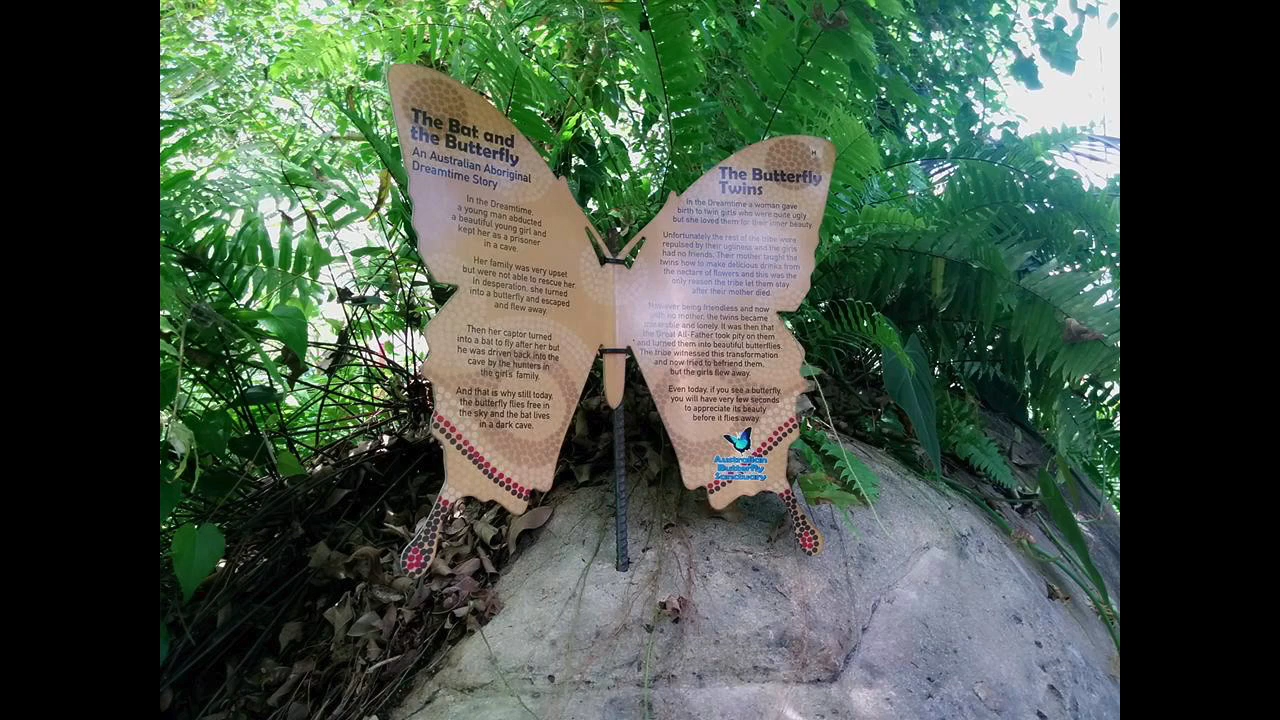 The Bat and
the Butterfly
An Australian Aboriginal
Dreamtime Story
In the Dreamtime,
a young man abducted
a beautiful young girl and
kept her as a prisoner
in a cave.
Her family was very upset
but were not able to rescue her.
In desperation, she turned
into a butterfly and escaped
and flew away.
Then her captor turned
into a bat to fly after her but
he was driven back into the
cave by the hunters in
the girls' family.
And that is why still today,
the butterfly flies free in
the sky and the bat lives
in a dark cave.
H
The Butterfly
Twins
In the Dreamtime a woman gave
birth to twin girls who were quite ugly
but she loved them for their inner beauty.
Unfortunately the rest of the tribe were
repulsed by their ugliness and the girls
had no friends. Their mother taught the
twins how to make delicious drinks from
the nectars of flowers and this was the
only reason the tribe let them stay
after their mother died.
However being friendless and now
with no mother, the twins became
miserable and lonely. It was then that
the Great All-Father took pity on them
and turned them into beautiful butterflies.
The tribe witnessed this transformation
and now tried to befriend them,
but the girls flew away.
Even today, if you see a butterfly,
you will have very few seconds
to appreciate its beauty
before it flies away.
Australian
Butterfly
Sanctuary